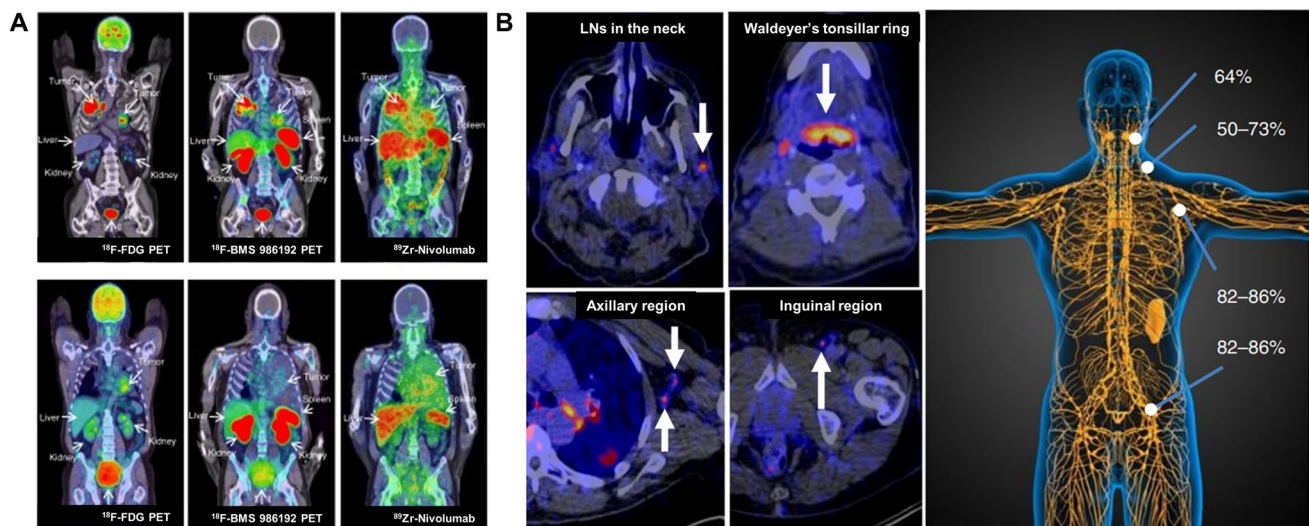 A
Tumor
Tumor
Liver
Kidney
Kidney
18F-FDG PET
Tumor
Tumor
Spleen
Liver
Kidney
Kidney
18F-BMS 986192 PET
Tumor
Tumor
Spleen
Liver
89Zr-Nivolumab
Tumor
Liver
Kidney
Kidney
18F-FDG PET
Tumor
Spleen
Liver
Kidney
Kidney
18F-BMS 986192 PET
Tumor
Spleen
Liver
89Zr-Nivolumab
B
LNs in the neck
Waldeyer’s tonsillar ring
Axillary region
Inguinal region
64%
50–73%
82–86%
82–86%